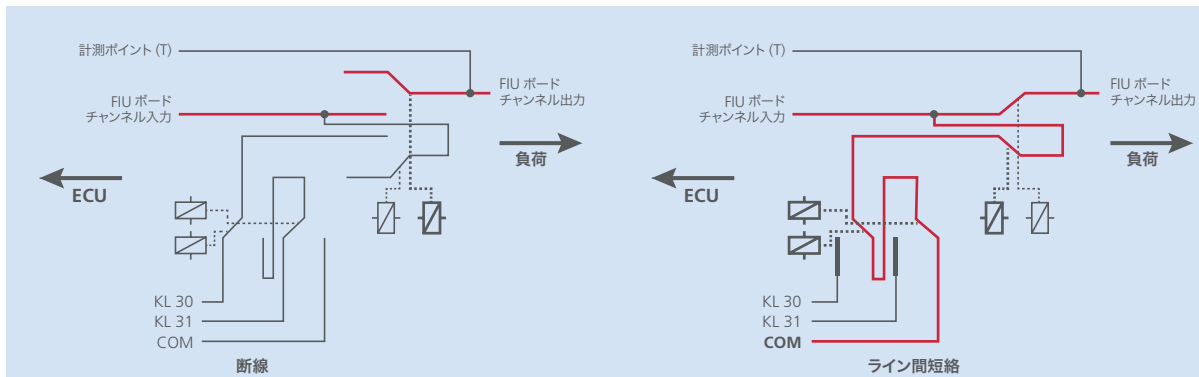 計測ポイント (T)
FIU ボード
チャンネル入力
FIU ボード
チャンネル出力
負荷
ECU
KL 30
KL 31
COM
断線
計測ポイント (T)
FIU ボード
チャンネル入力
FIU ボード
チャンネル出力
負荷
ECU
KL 30
KL 31
COM
ライン間短絡